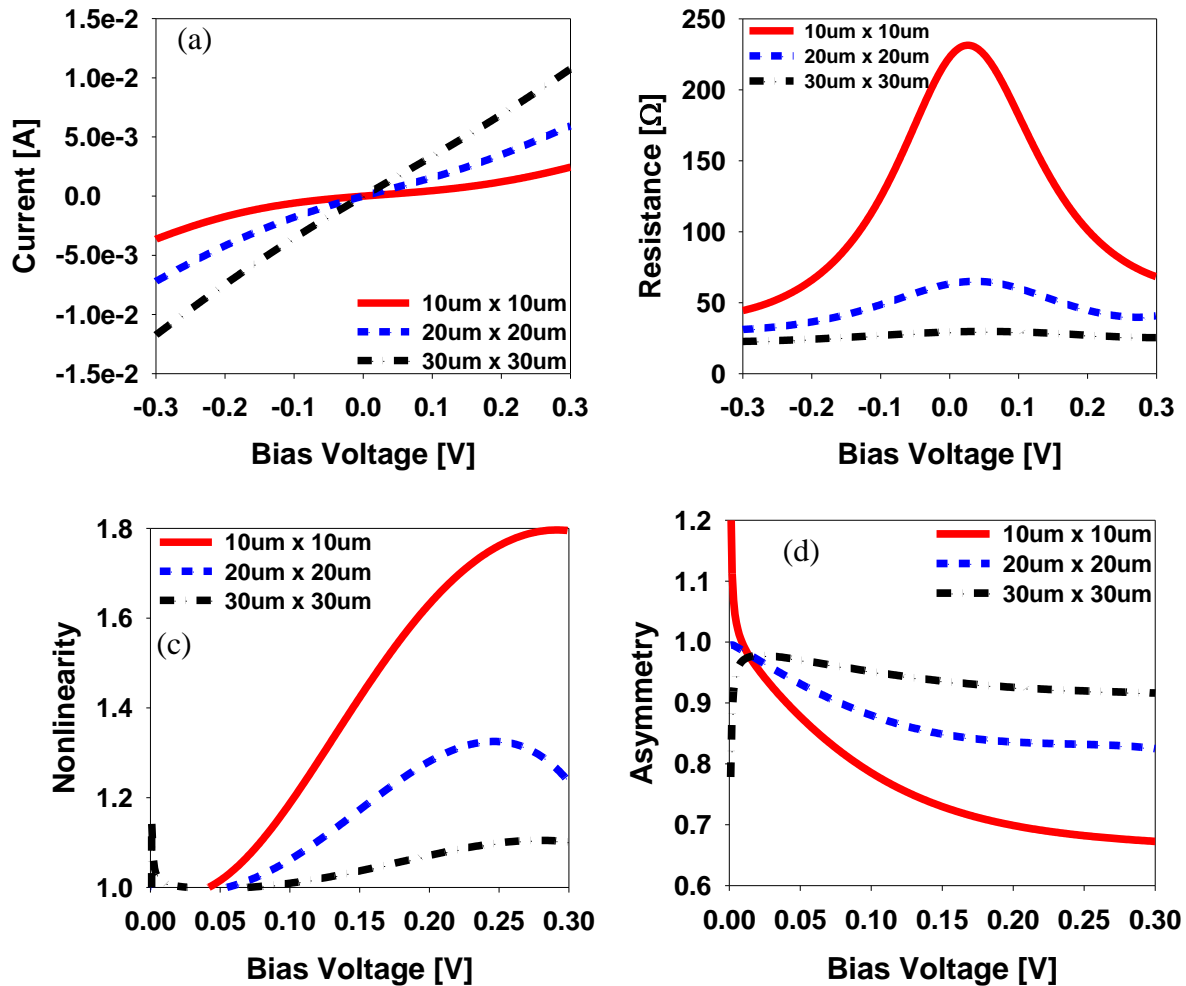 1.5e-2
1.0e-2
5.0e-3
0.0
-5.0e-3
-1.0e-2
-1.5e-2
Current [A]
(a)
10um x 10um
20um x 20um
30um x 30um
-0.3 -0.2 -0.1 0.0 0.1 0.2 0.3
Bias Voltage [V]
250
200
150
100
50
0
Resistance [Ω]
10um x 10um
20um x 20um
30um x 30um
-0.3 -0.2 -0.1 0.0 0.1 0.2 0.3
Bias Voltage [V]
1.8
1.6
1.4
1.2
1.0
Nonlinearity
10um x 10um
20um x 20um
30um x 30um
(c)
0.00 0.05 0.10 0.15 0.20 0.25 0.30
Bias Voltage [V]
1.2
1.1
1.0
0.9
0.8
0.7
0.6
Asymmetry
(d)
10um x 10um
20um x 20um
30um x 30um
0.00 0.05 0.10 0.15 0.20 0.25 0.30
Bias Voltage [V]